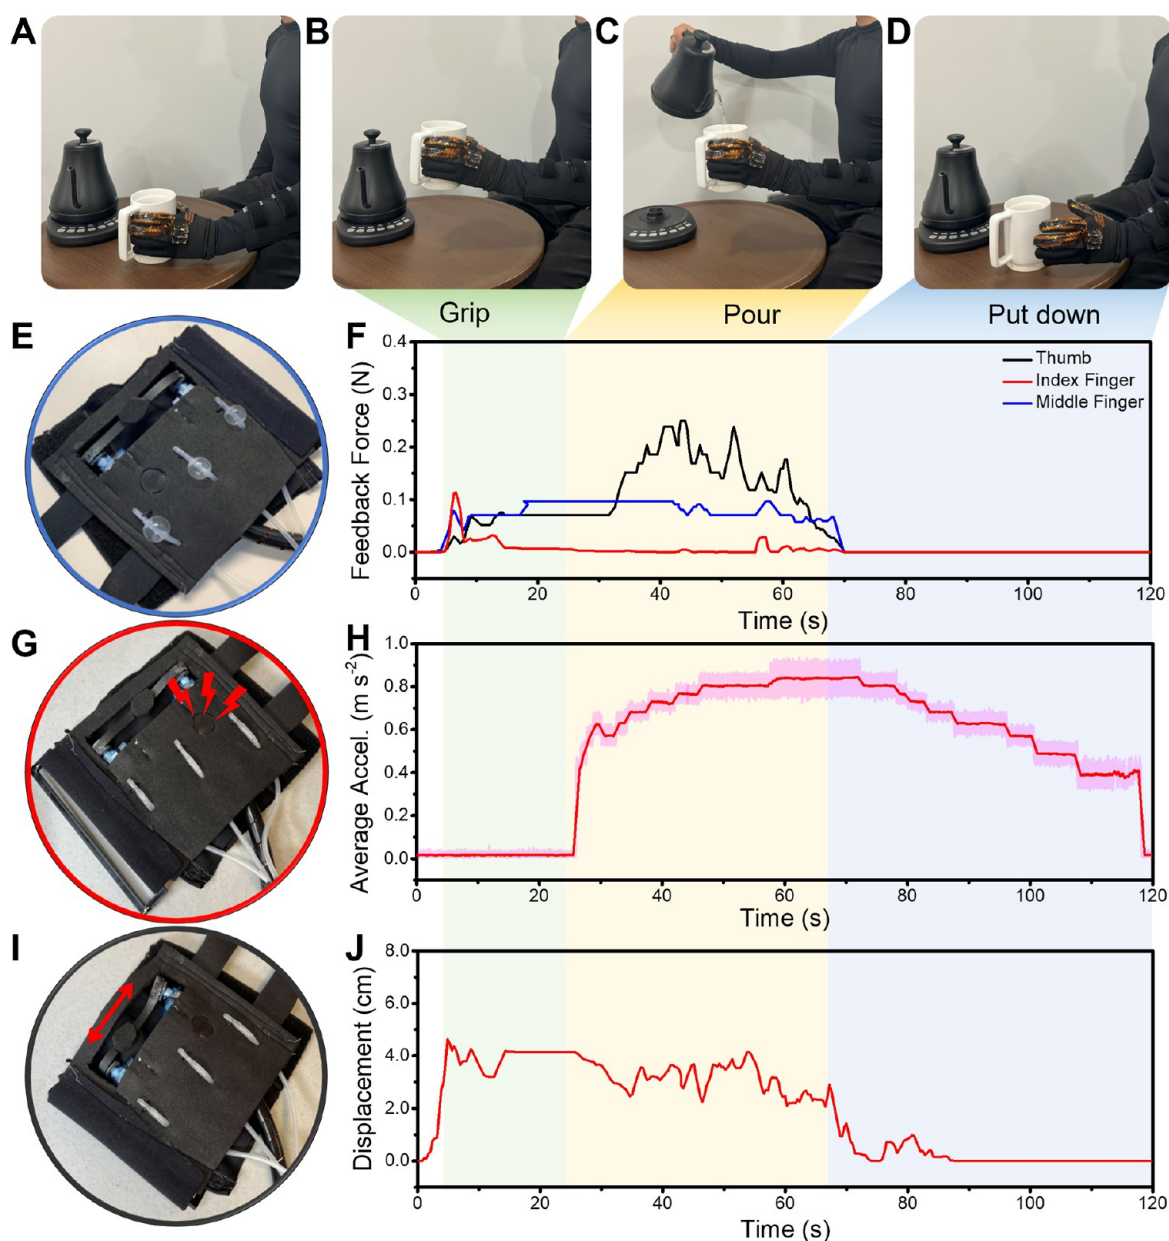 A
B
C
D
Grip
Pour
Put down
E
F
Feedback Force (N)
0.4
0.3
0.2
0.1
0.0
Thumb
Index Finger
Middle Finger
0 20 40 60 80 100 120
Time (s)
G
H
Average Accel. (m s⁻²)
1.0
0.8
0.6
0.4
0.2
0.0
0 20 40 60 80 100 120
Time (s)
I
J
Displacement (cm)
8.0
6.0
4.0
2.0
0.0
0 20 40 60 80 100 120
Time (s)